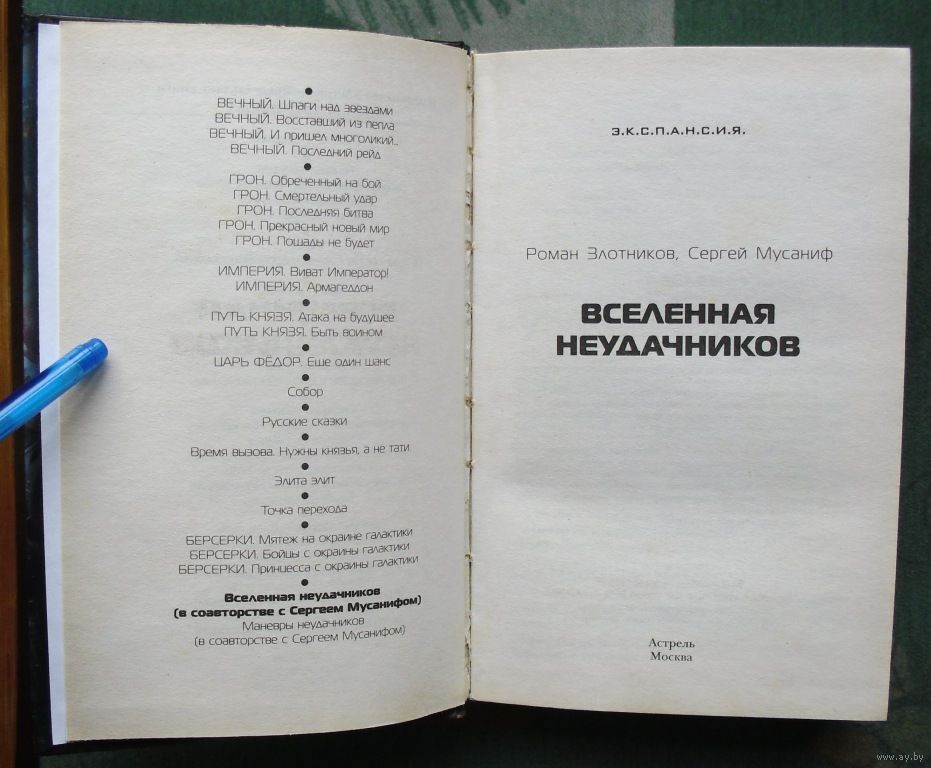 ВЕЧНЫЙ. Шпаги над звездами
ВЕЧНЫЙ. Восставший из пепла
ВЕЧНЫЙ. И пришел многоликий...
ВЕЧНЫЙ. Последний рейд
ГРОН. Обреченный на бой
ГРОН. Смертельный удар
ГРОН. Последняя битва
ГРОН. Прекрасный новый мир
ГРОН. Пощады не будет
ИМПЕРИЯ. Виват Император!
ИМПЕРИЯ. Армагеддон
ПУТЬ КНЯЗЯ. Атака на будущее
ПУТЬ КНЯЗЯ. Быть воином
ЦАРЬ ФЁДОР. Еще один шанс
Собор
Русские сказки
Время вызова. Нужны князья, а не тати
Элита элит
Точка перехода
БЕРСЕРКИ. Мятеж на окраине галактики
БЕРСЕРКИ. Бойцы с окраины галактики
БЕРСЕРКИ. Принцесса с окраины галактики
Вселенная неудачников
(в соавторстве с Сергеем Мусанифом)
Маневры неудачников
(в соавторстве с Сергеем Мусанифом)
Э.К.С.П.А.Н.С.И.Я.
Роман Злотников, Сергей Мусаниф
ВСЕЛЕННАЯ
НЕУДАЧНИКОВ
Астрель
Москва
www.ay.by